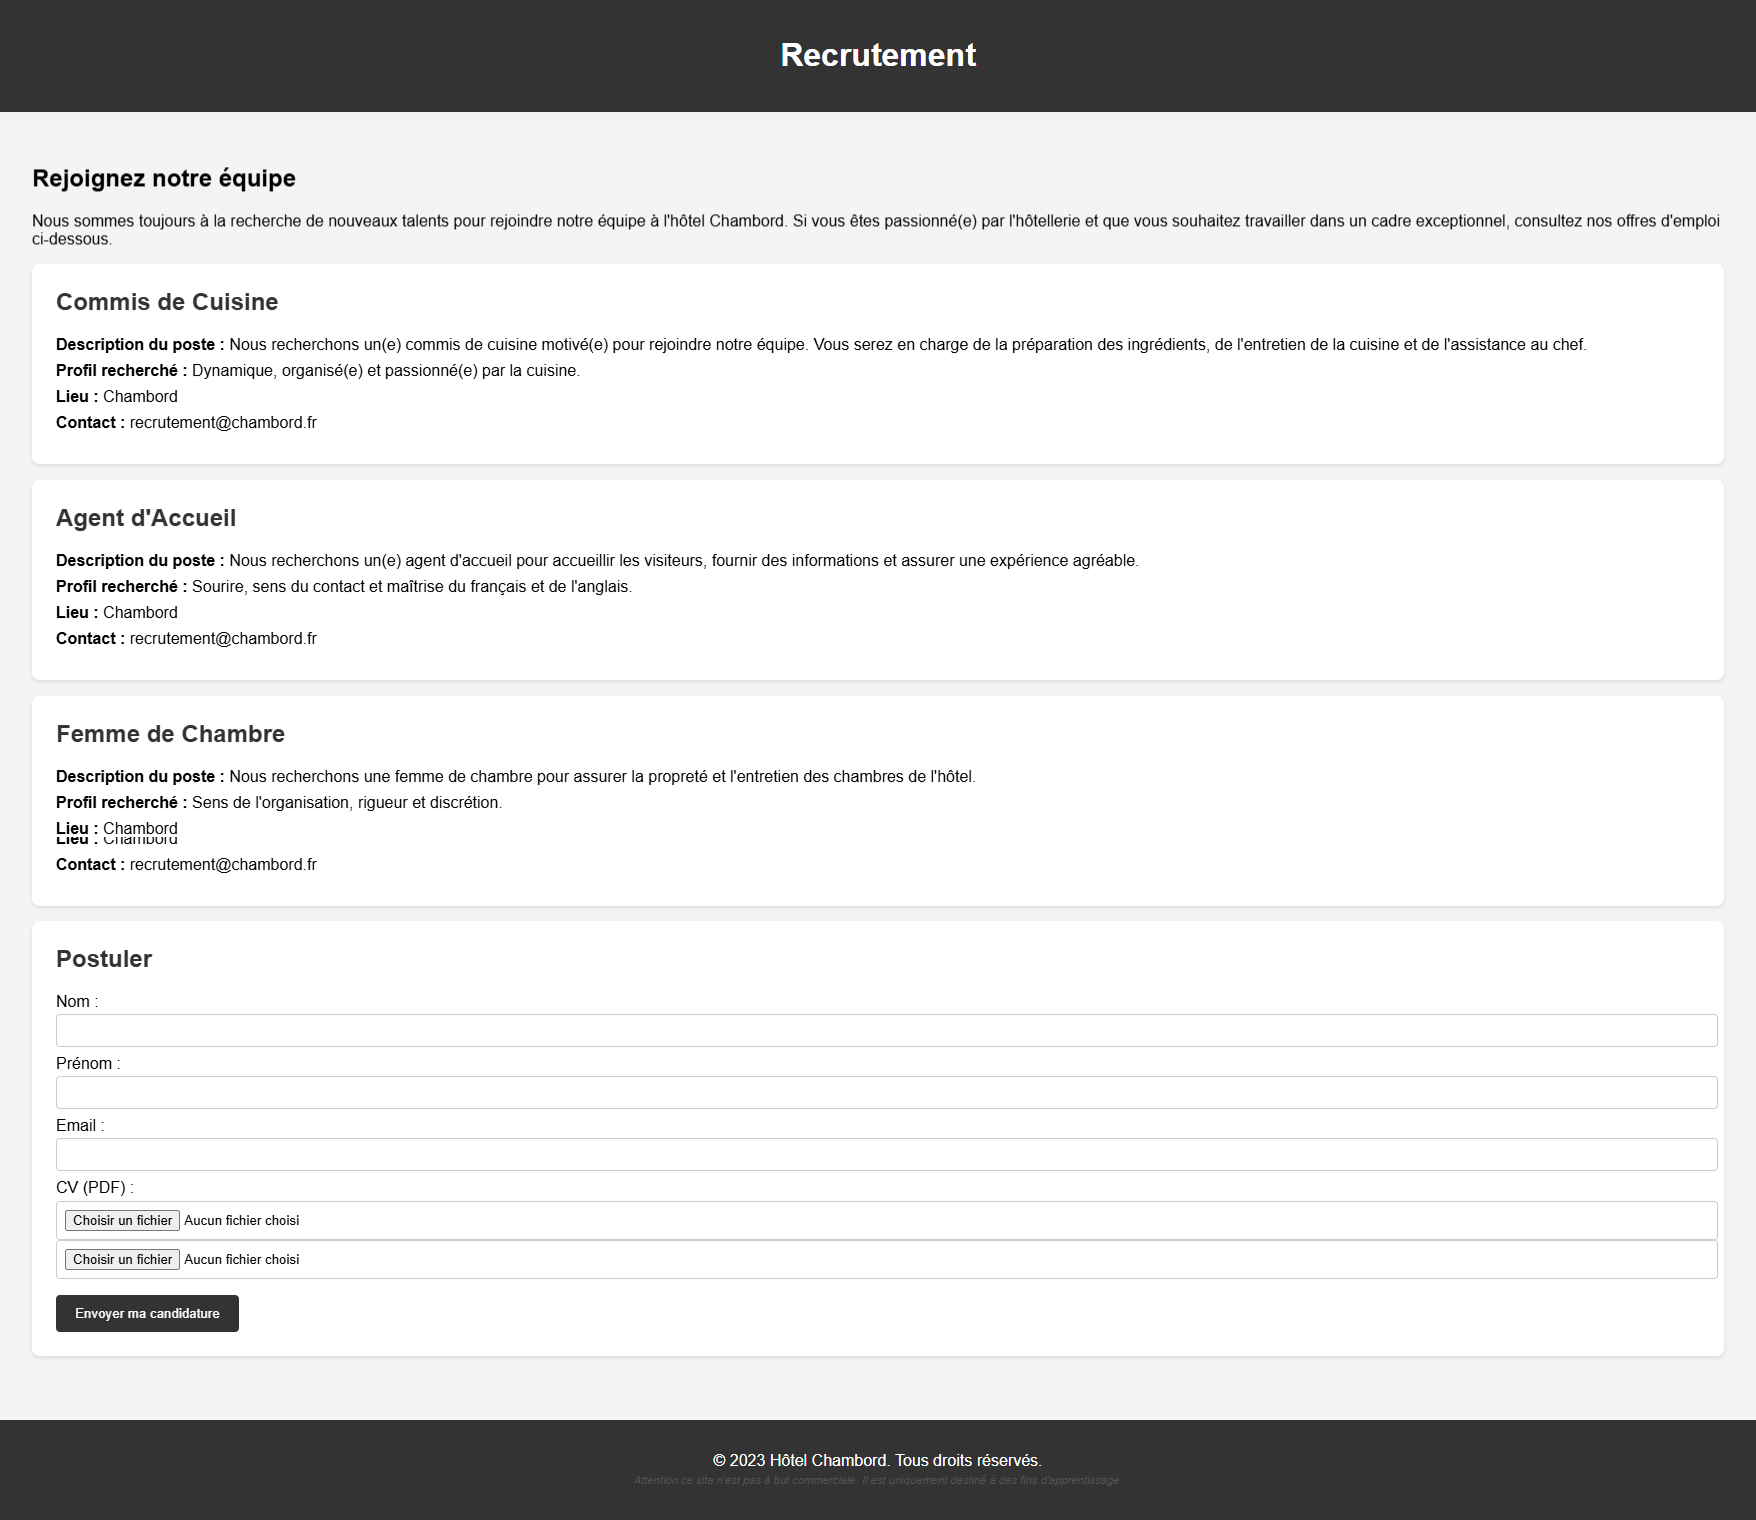 Recrutement
Rejoignez notre équipe
Nous sommes toujours à la recherche de nouveaux talents pour rejoindre notre équipe à l'hôtel Chambord. Si vous êtes passionné(e) par l'hôtellerie et que vous souhaitez travailler dans un cadre exceptionnel, consultez nos offres d'emploi
ci-dessous.
Commis de Cuisine
Description du poste : Nous recherchons un(e) commis de cuisine motivé(e) pour rejoindre notre équipe. Vous serez en charge de la préparation des ingrédients, de l'entretien de la cuisine et de l'assistance au chef.
Profil recherché : Dynamique, organisé(e) et passionné(e) par la cuisine.
Lieu : Chambord
Contact : recrutement@chambord.fr
Agent d'Accueil
Description du poste : Nous recherchons un(e) agent d'accueil pour accueillir les visiteurs, fournir des informations et assurer une expérience agréable.
Profil recherché : Sourire, sens du contact et maîtrise du français et de l'anglais.
Lieu : Chambord
Contact : recrutement@chambord.fr
Femme de Chambre
Description du poste : Nous recherchons une femme de chambre pour assurer la propreté et l'entretien des chambres de l'hôtel.
Profil recherché : Sens de l'organisation, rigueur et discrétion.
Lieu : Chambord
Lieu : Chambord
Contact : recrutement@chambord.fr
Postuler
Nom :
Prénom :
Email :
CV (PDF) :
Choisir un fichier Aucun fichier choisi
Choisir un fichier Aucun fichier choisi
Envoyer ma candidature
© 2023 Hôtel Chambord. Tous droits réservés.
Attention ce site n'est pas à but commerciale. Il est uniquement destiné à des fins d'apprentissage.